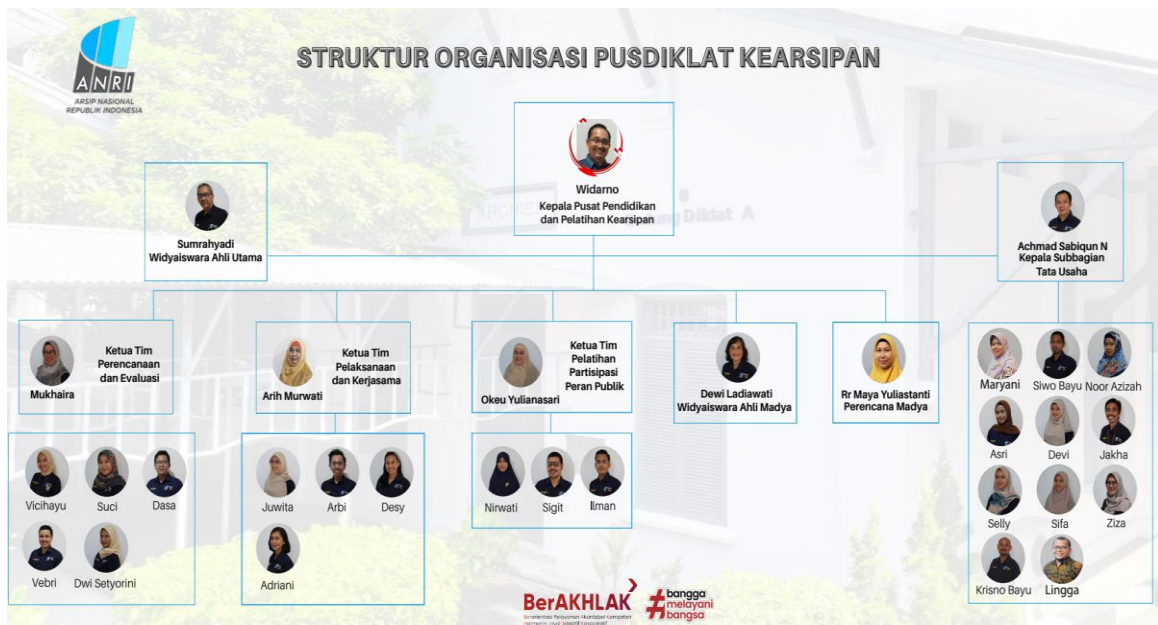 STRUKTUR ORGANISASI PUSDIKLAT KEARSIPAN
ANRI
ARSIP NASIONAL
REPUBLIK INDONESIA
Widarno
Kepala Pusat Pendidikan
dan Pelatihan Kearsipan
Sumrahyadi
Widyaiswara Ahli Utama
Achmad Sabiqun N
Kepala Subbagian
Tata Usaha
Mukhaira
Ketua Tim
Perencanaan
dan Evaluasi
Arih Murwati
Ketua Tim
Pelaksanaan
dan Kerjasama
Okeu Yulianasari
Ketua Tim
Pelatihan
Partisipasi
Peran Publik
Dewi Ladiawati
Widyaiswara Ahli Madya
Rr Maya Yuliastanti
Perencana Madya
Vicihayu
Suci
Dasa
Vebri
Dwi Setyorini
Juwita
Arbi
Desy
Adriani
Nirwati
Sigit
Ilman
Maryani
Siwo Bayu
Noor Azizah
Asri
Devi
Jakha
Selly
Sifa
Ziza
Krisno Bayu
Lingga
BerAKHLAK
Berorientasi Pelayanan Akuntabel Kompeten
#bangga
melayani
bangsa